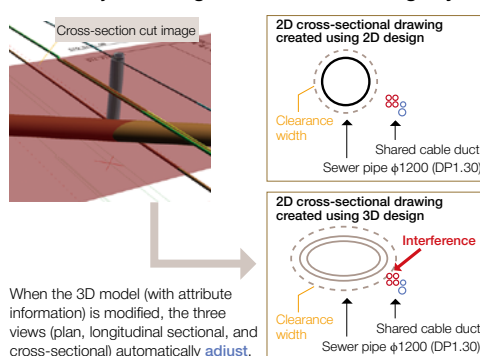 Cross-section cut image
2D cross-sectional drawing
created using 2D design
Clearance
width
Shared cable duct
Sewer pipe φ1200 (DP1.30)
2D cross-sectional drawing
created using 3D design
Interference
Clearance
width
Shared cable duct
Sewer pipe φ1200 (DP1.30)
When the 3D model (with attribute
information) is modified, the three
views (plan, longitudinal sectional, and
cross-sectional) automatically adjust.